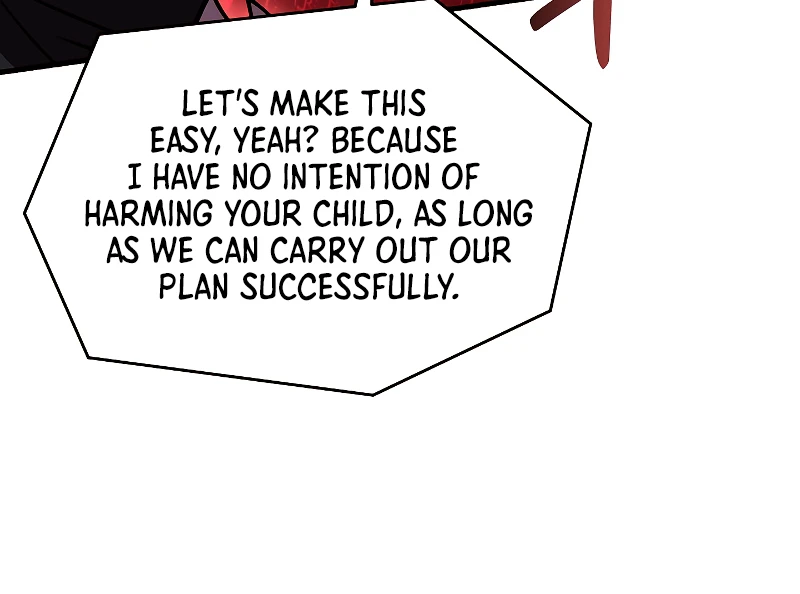 LET'S MAKE THIS
EASY, YEAH? BECAUSE
I HAVE NO INTENTION OF
HARMING YOUR CHILD, AS LONG
AS WE CAN CARRY OUT OUR
PLAN SUCCESSFULLY.